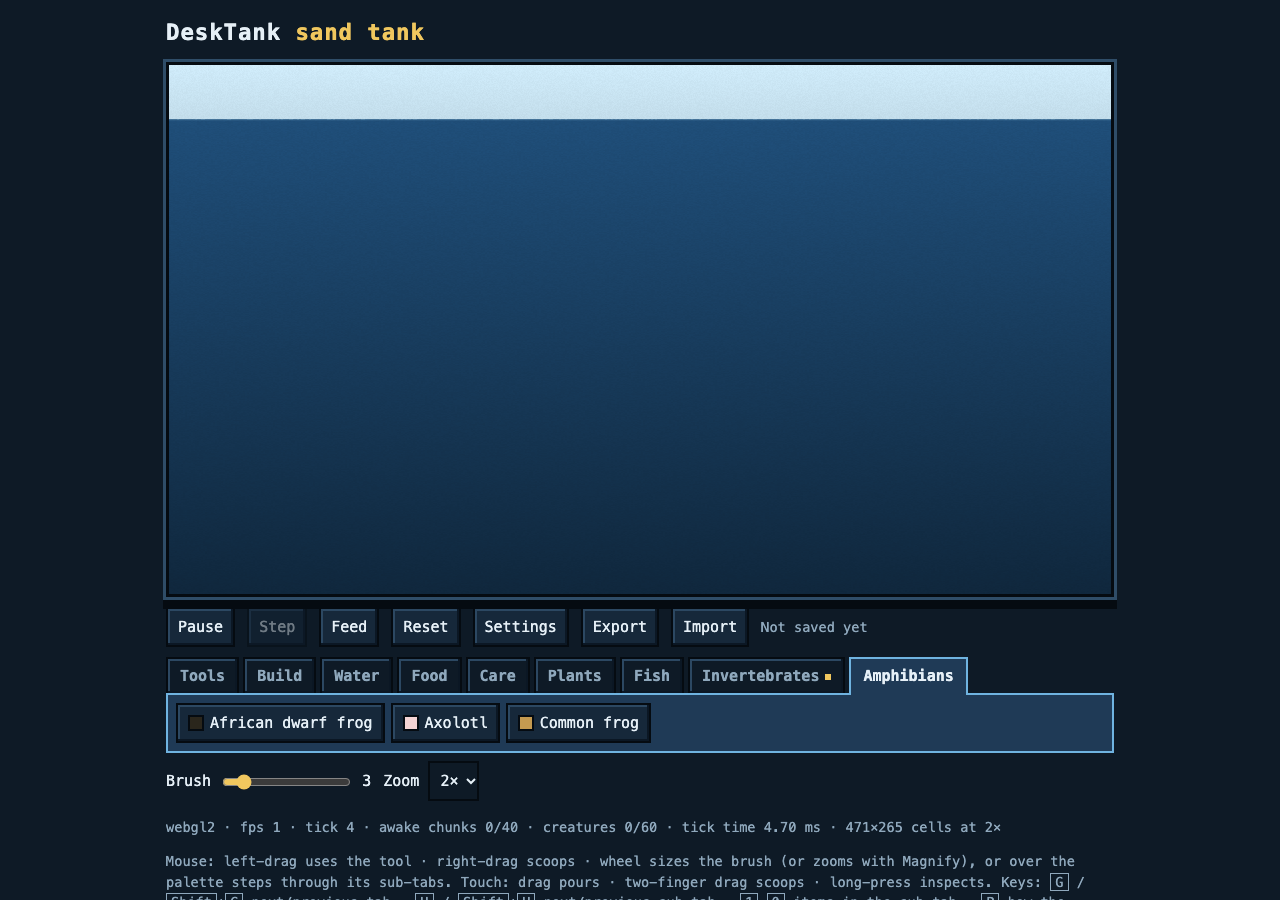 DeskTank sand tank
Pause Step Feed Reset Settings Export Import Not saved yet
Tools Build Water Food Care Plants Fish Invertebrates Amphibians
African dwarf frog Axolotl Common frog
Brush 3 Zoom 2×
webgl2 · fps 1 · tick 4 · awake chunks 0/40 · creatures 0/60 · tick time 4.70 ms · 471×265 cells at 2×
Mouse: left-drag uses the tool · right-drag scoops · wheel sizes the brush (or zooms with Magnify), or over the
palette steps through its sub-tabs. Touch: drag pours · two-finger drag scoops · long-press inspects. Keys: G /